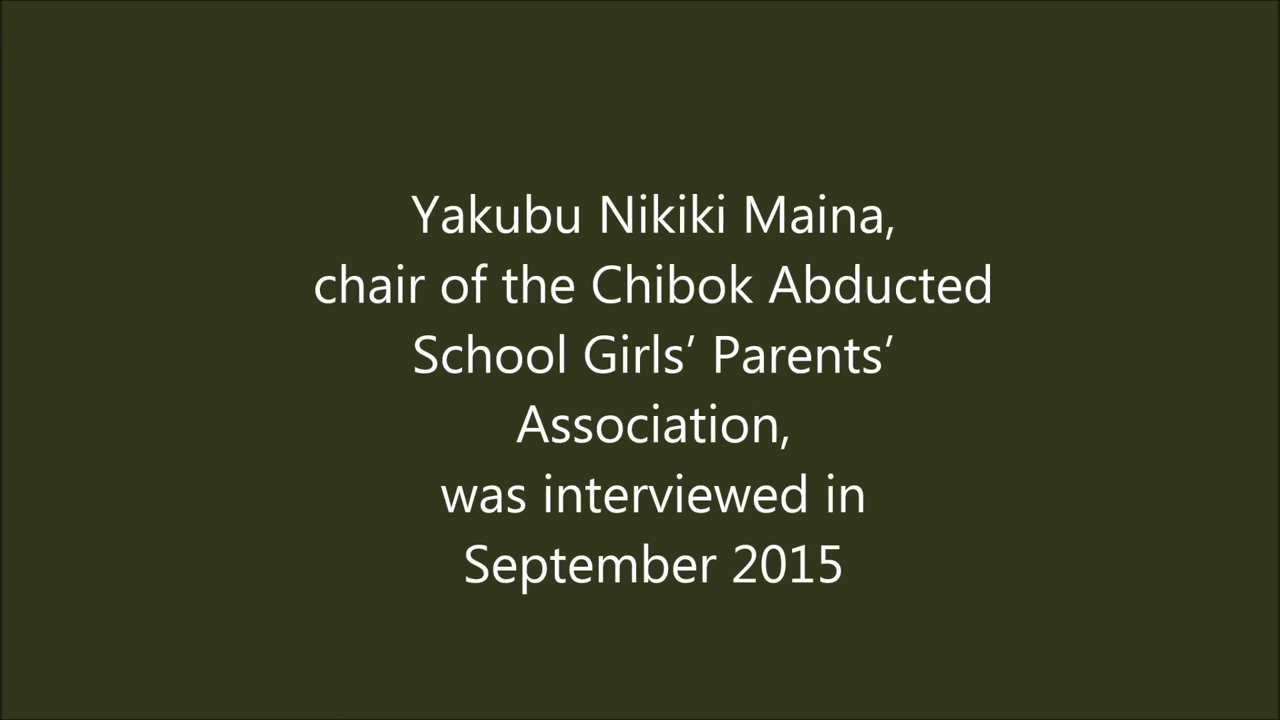 Yakubu Nikiki Maina,
chair of the Chibok Abducted
School Girls’ Parents’
Association,
was interviewed in
September 2015